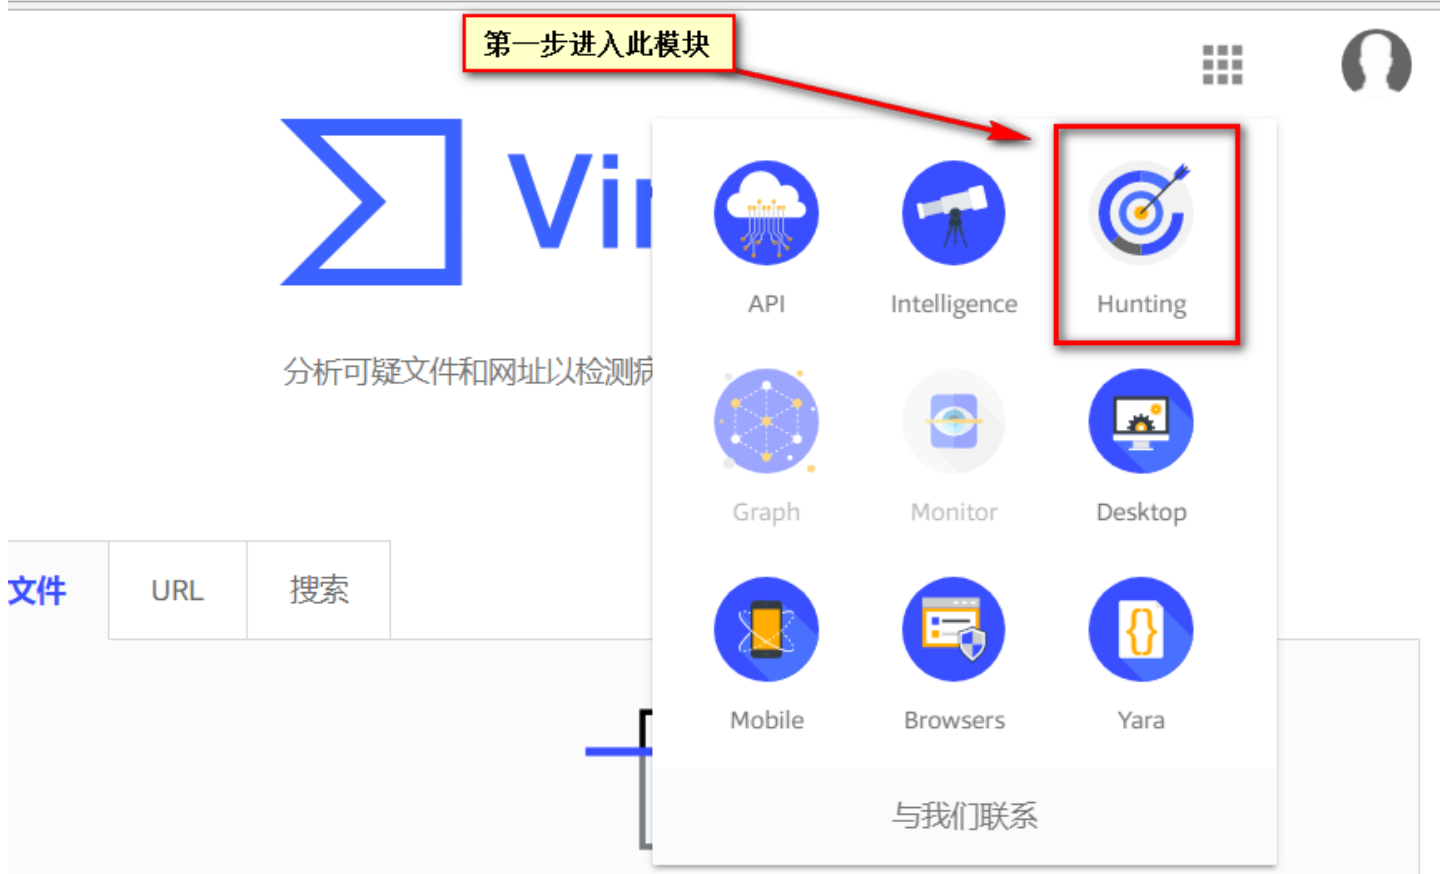 第一步进入此模块
Vir
API
Intelligence
Hunting
分析可疑文件和网址以检测病
Graph
Monitor
Desktop
文件
URL
搜索
Mobile
Browsers
Yara
与我们联系